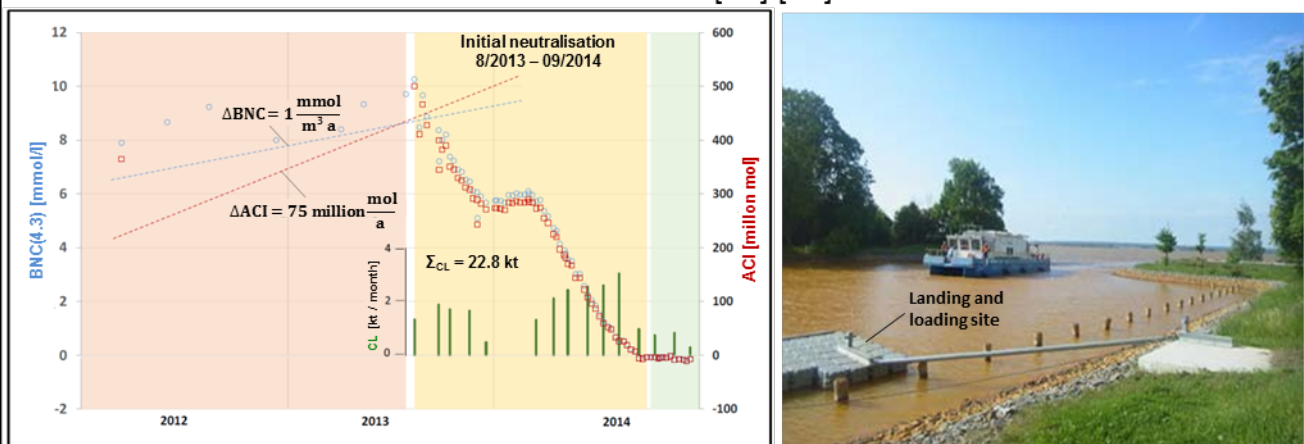 12
10
8
6
4
2
0
-2
BNC(4.3) [mmol/l]
600
500
400
300
200
100
0
-100
ACI [millon mol]
Initial neutralisation
8/2013 – 09/2014
ΔBNC = 1 mmol
m³ a
ΔACI = 75 million mol
a
4
2
0
CL [kt / month]
Σ_CL = 22.8 kt
2012
2013
2014
Landing and
loading site